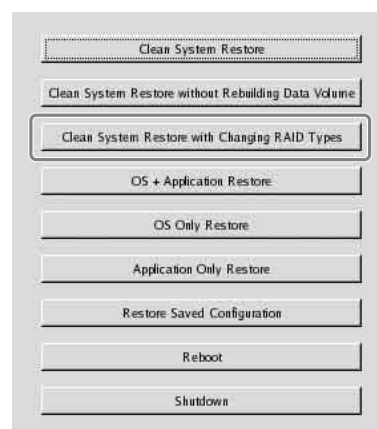 Clean System Restore
Clean System Restore without Rebuilding Data Volume
Clean System Restore with Changing RAID Types
OS + Application Restore
OS Only Restore
Application Only Restore
Restore Saved Configuration
Reboot
Shutdown